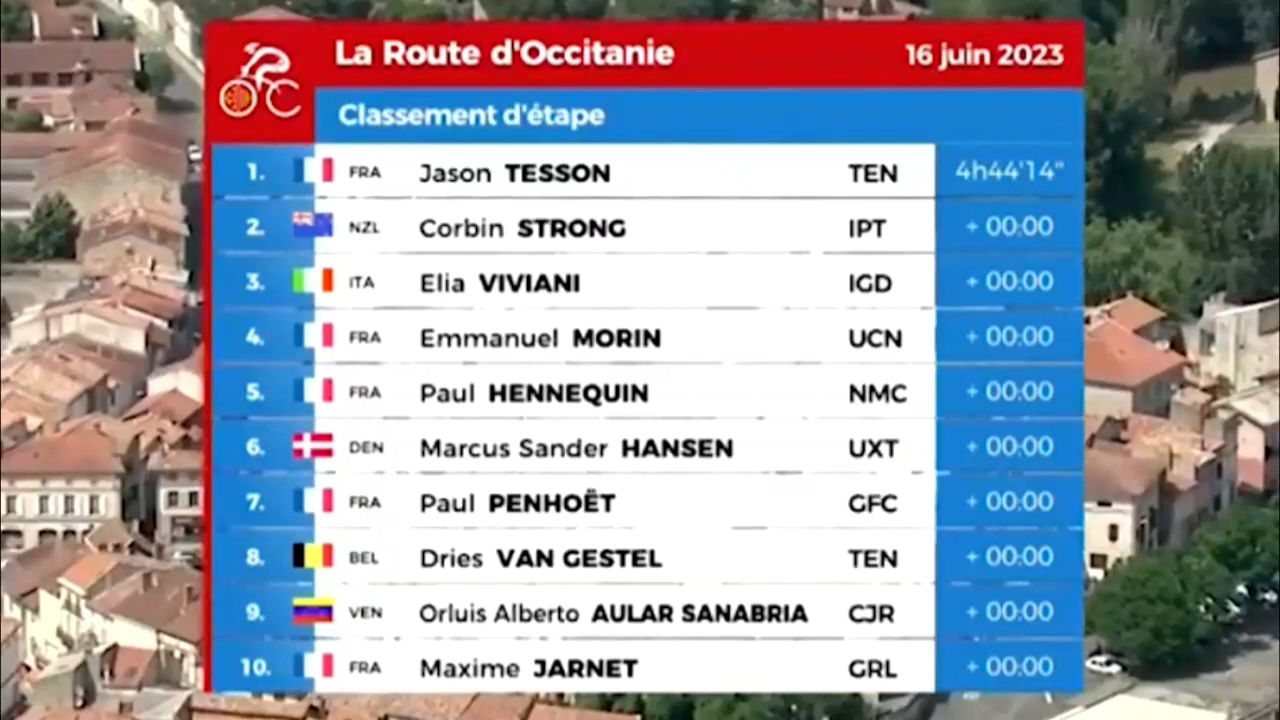 La Route d'Occitanie 16 juin 2023
Classement d'étape
1. FRA Jason TESSON TEN 4h44'14"
2. NZL Corbin STRONG IPT + 00:00
3. ITA Elia VIVIANI IGD + 00:00
4. FRA Emmanuel MORIN UCN + 00:00
5. FRA Paul HENNEQUIN NMC + 00:00
6. DEN Marcus Sander HANSEN UXT + 00:00
7. FRA Paul PENHOËT GFC + 00:00
8. BEL Dries VAN GESTEL TEN + 00:00
9. VEN Orluis Alberto AULAR SANABRIA CJR + 00:00
10. FRA Maxime JARNET GRL + 00:00